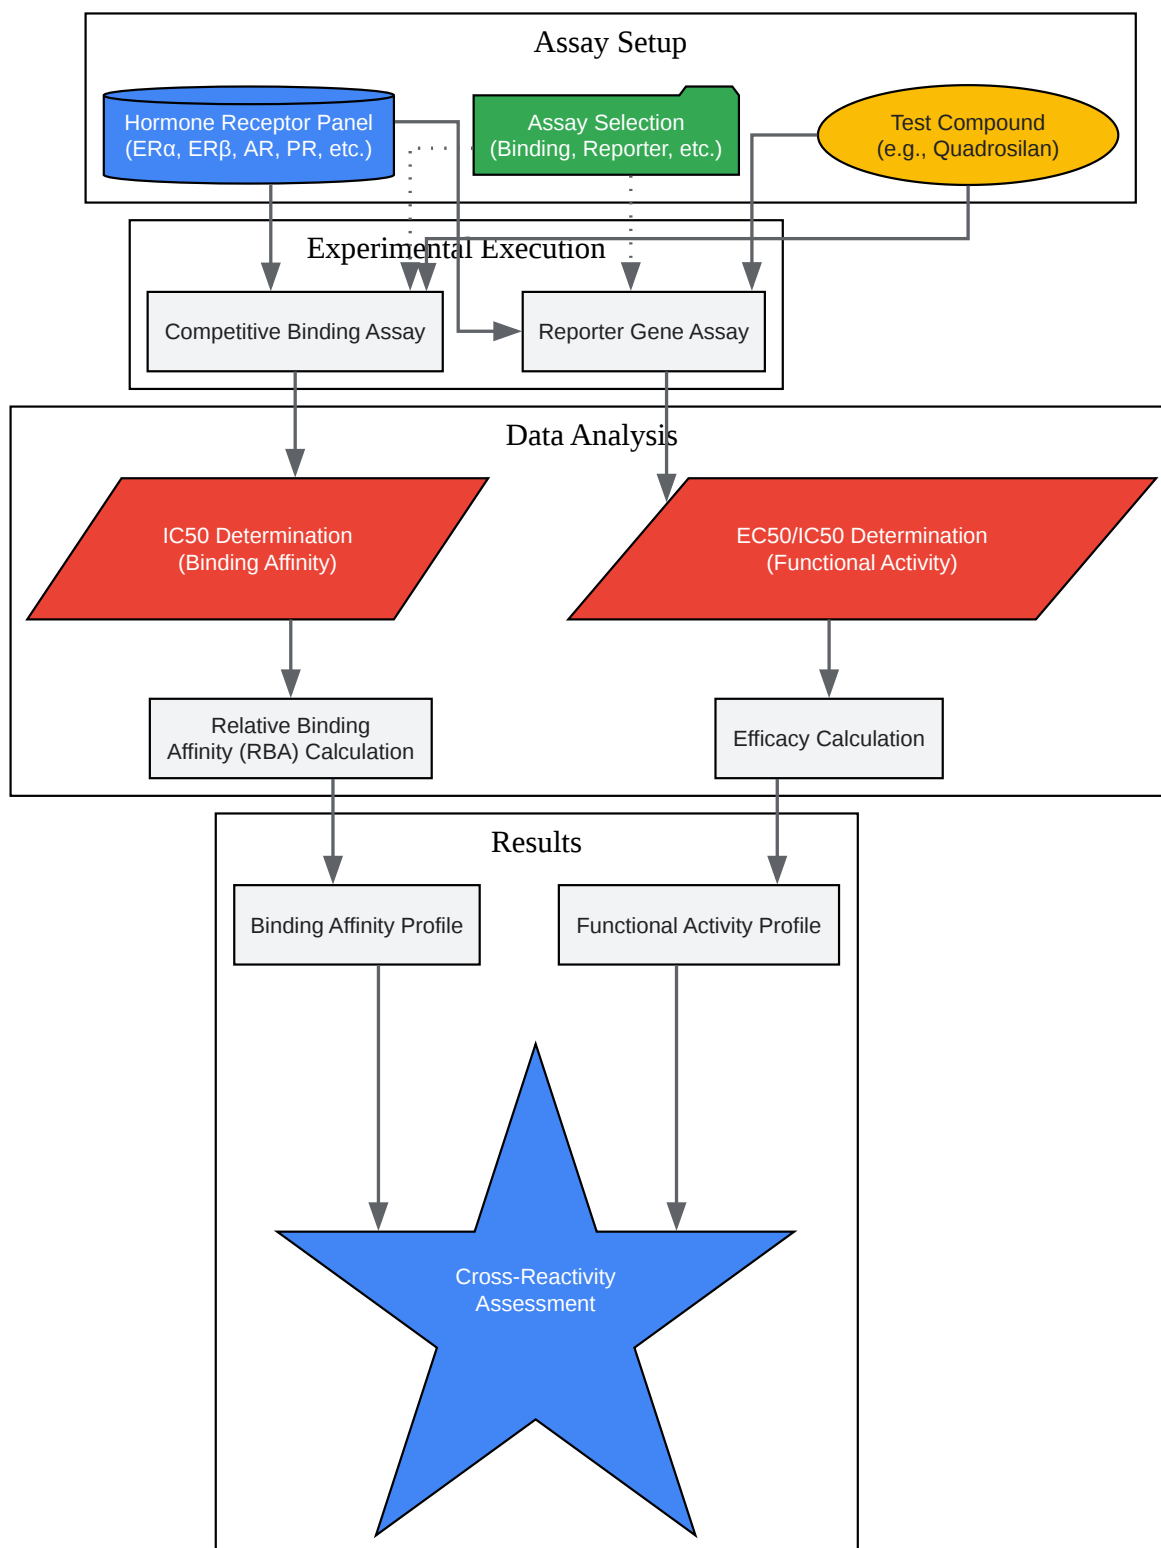 Assay Setup
Hormone Receptor Panel
(ERα, ERβ, AR, PR, etc.)
Assay Selection
(Binding, Reporter, etc.)
Test Compound
(e.g., Quadrosilan)
Experimental Execution
Competitive Binding Assay
Reporter Gene Assay
Data Analysis
IC50 Determination
(Binding Affinity)
EC50/IC50 Determination
(Functional Activity)
Relative Binding
Affinity (RBA) Calculation
Efficacy Calculation
Results
Binding Affinity Profile
Functional Activity Profile
Cross-Reactivity
Assessment